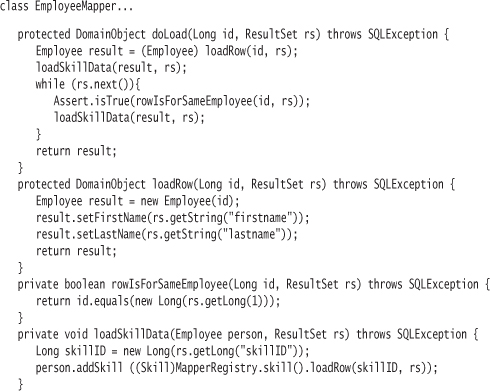 class EmployeeMapper...
protected DomainObject doLoad(Long id, ResultSet rs) throws SQLException {
Employee result = (Employee) loadRow(id, rs);
loadSkillData(result, rs);
while (rs.next()){
Assert.isTrue(rowIsForSameEmployee(id, rs));
loadSkillData(result, rs);
}
return result;
}
protected DomainObject loadRow(Long id, ResultSet rs) throws SQLException {
Employee result = new Employee(id);
result.setFirstName(rs.getString("firstname"));
result.setLastName(rs.getString("lastname"));
return result;
}
private boolean rowIsForSameEmployee(Long id, ResultSet rs) throws SQLException {
return id.equals(new Long(rs.getLong(1)));
}
private void loadSkillData(Employee person, ResultSet rs) throws SQLException {
Long skillID = new Long(rs.getLong("skillID"));
person.addSkill ((Skill)MapperRegistry.skill().loadRow(skillID, rs));
}